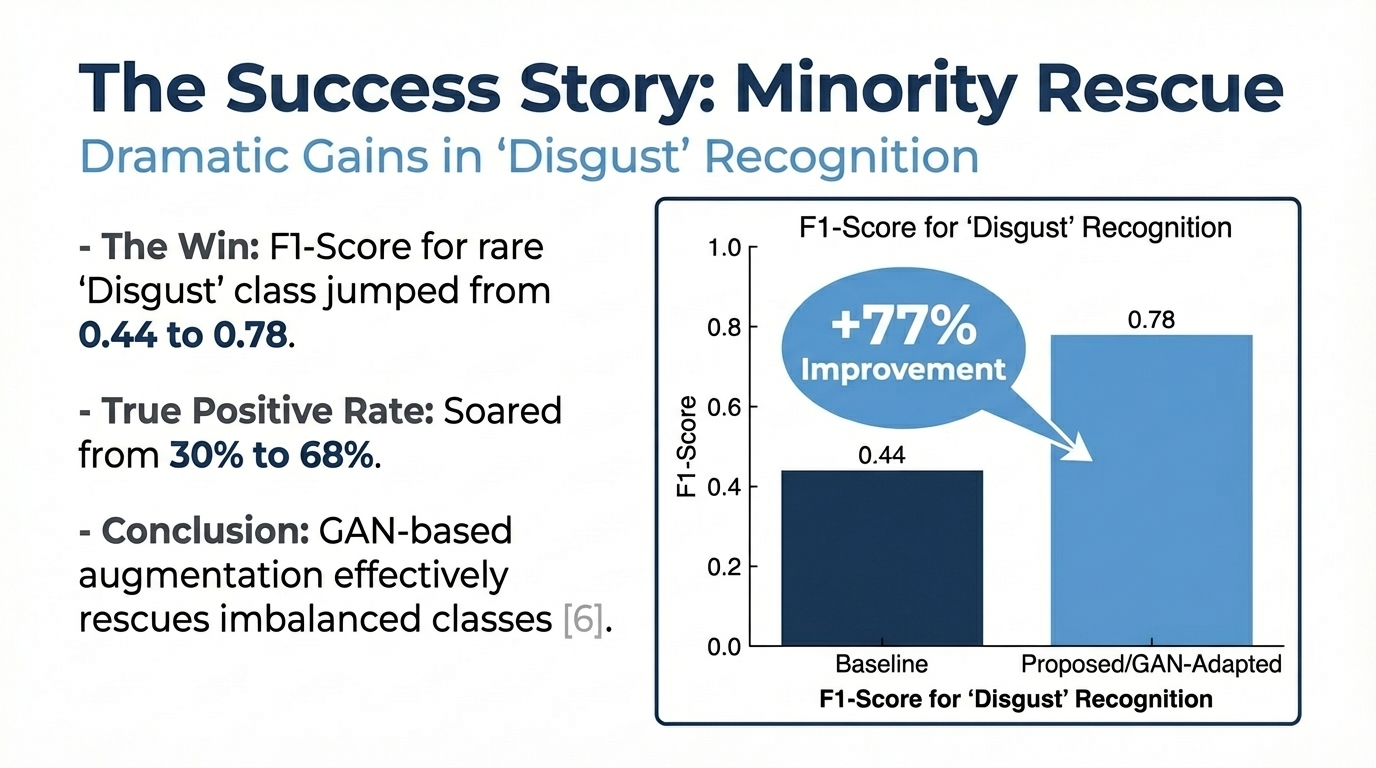 The Success Story: Minority Rescue
Dramatic Gains in ‘Disgust’ Recognition
- The Win: F1-Score for rare
‘Disgust’ class jumped from
0.44 to 0.78.
- True Positive Rate: Soared
from 30% to 68%.
- Conclusion: GAN-based
augmentation effectively
rescues imbalanced classes [6].
F1-Score for ‘Disgust’ Recognition
F1-Score
1.0
0.8
0.6
0.4
0.2
0.0
+77%
Improvement
0.44
0.78
Baseline
Proposed/GAN-Adapted
F1-Score for ‘Disgust’ Recognition